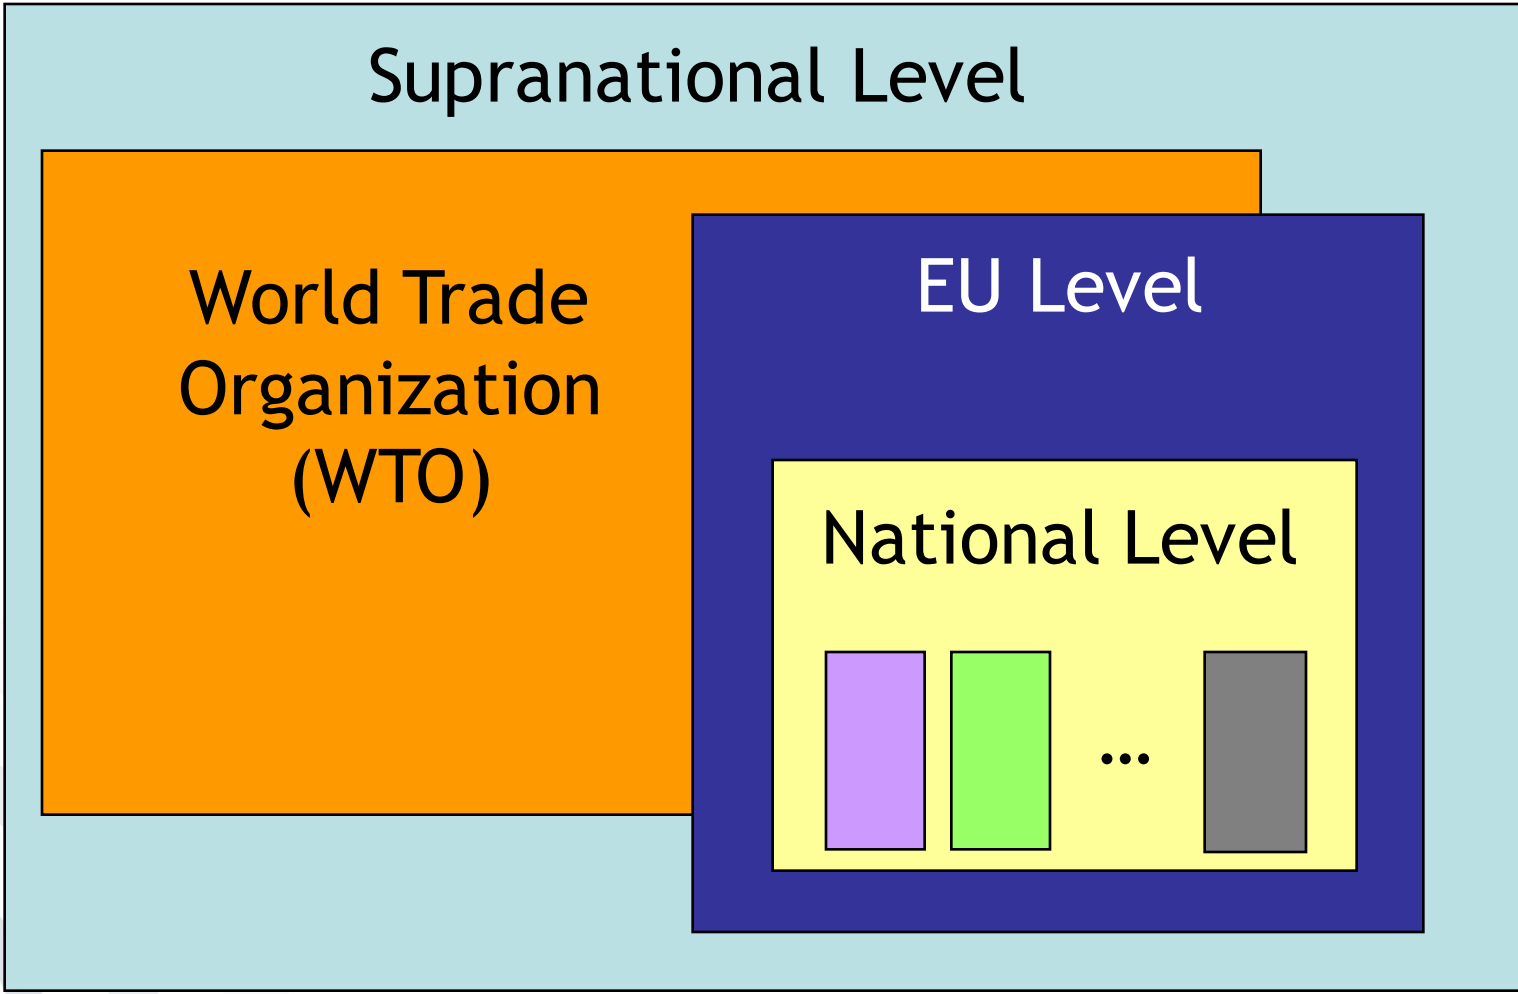 Supranational Level
World Trade
Organization
(WTO)
EU Level
National Level
...